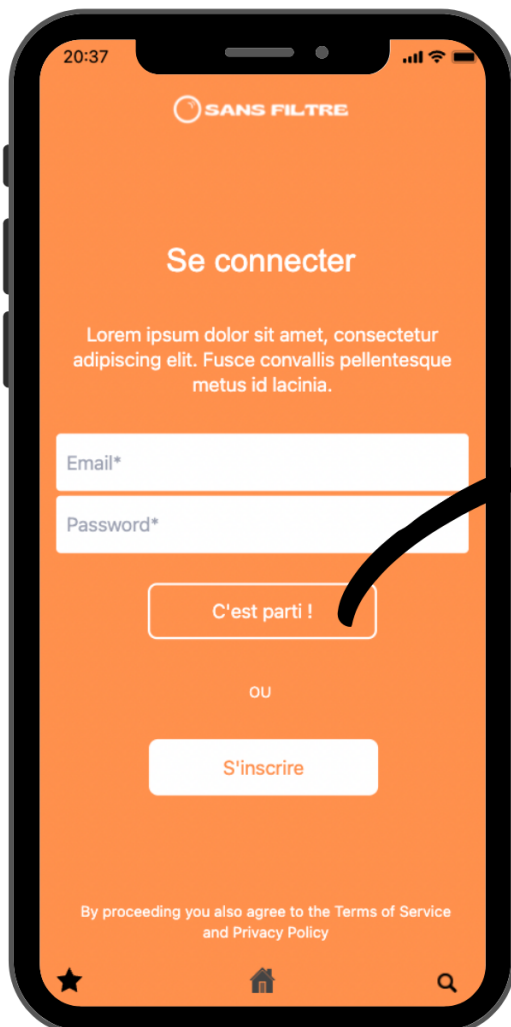 20:37
SANS FILTRE
Se connecter
Lorem ipsum dolor sit amet, consectetur
adipiscing elit. Fusce convallis pellentesque
metus id lacinia.
Email*
Password*
C'est parti !
OU
S'inscrire
By proceeding you also agree to the Terms of Service
and Privacy Policy